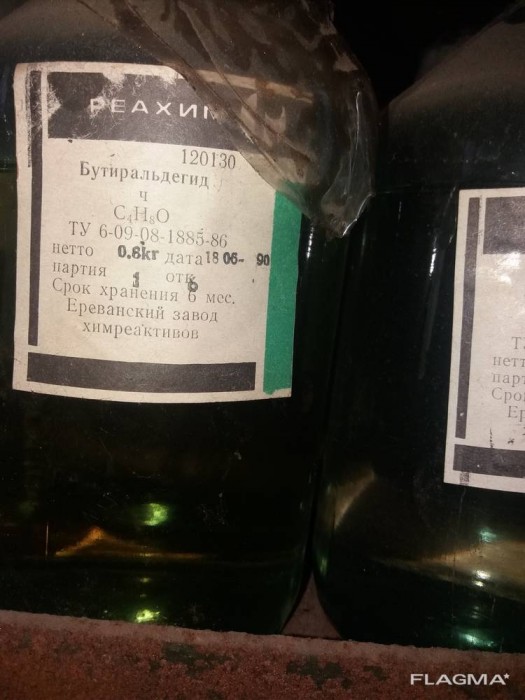 РЕАХИМ
120130
Бутиральдегид
ч
C₄H₈O
ТУ 6-09-08-1885-86
нетто 0.6кг дата 18 06- 90
партия 1 отк 6
Срок хранения 6 мес.
Ереванский завод
химреактивов
FLAGMA*